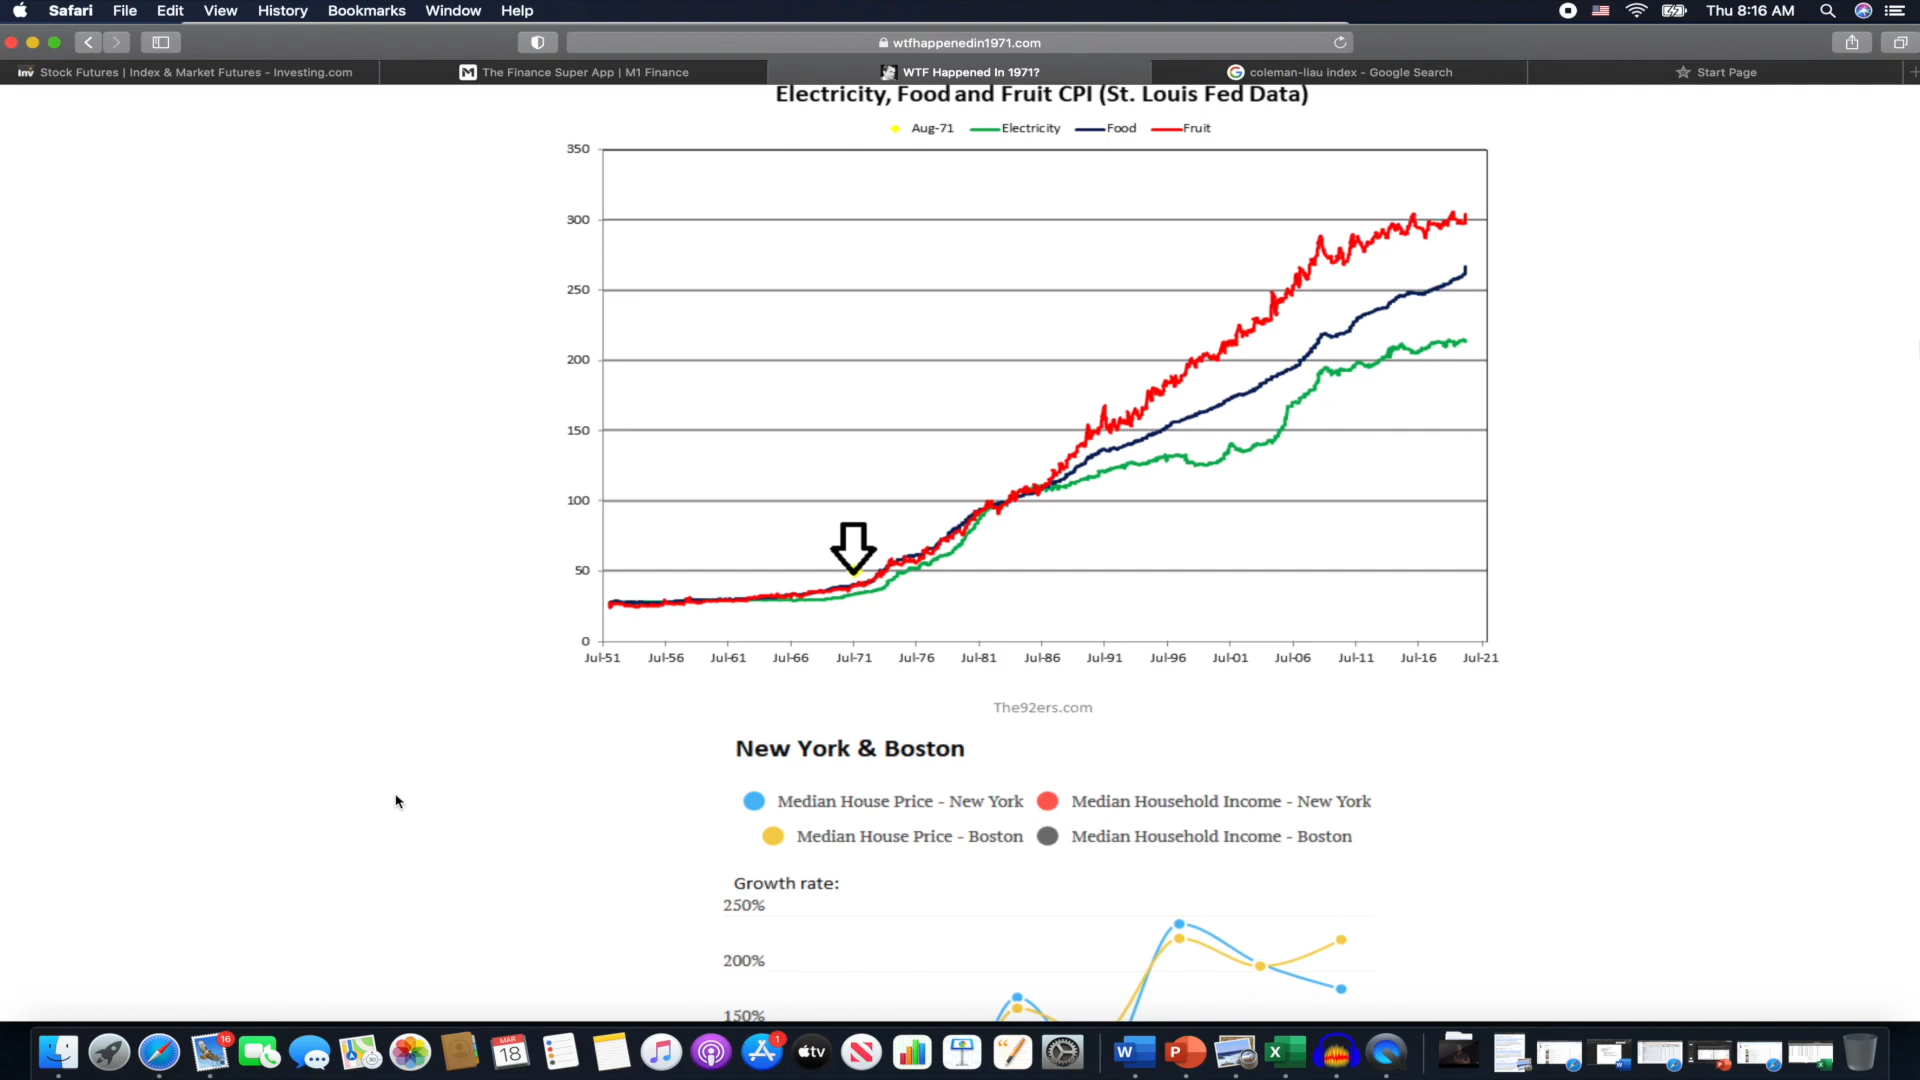 Safari File Edit View History Bookmarks Window Help Thu 8:16 AM
wtfhappenedin1971.com
Inv Stock Futures | Index & Market Futures - Investing.com
The Finance Super App | M1 Finance
WTF Happened In 1971?
coleman-liau index - Google Search
Start Page
Electricity, Food and Fruit CPI (St. Louis Fed Data)
Aug-71 Electricity Food Fruit
350
300
250
200
150
100
50
0
Jul-51 Jul-56 Jul-61 Jul-66 Jul-71 Jul-76 Jul-81 Jul-86 Jul-91 Jul-96 Jul-01 Jul-06 Jul-11 Jul-16 Jul-21
The92ers.com
New York & Boston
Median House Price - New York Median Household Income - New York
Median House Price - Boston Median Household Income - Boston
Growth rate:
250%
200%
150%
16
MAR
18
1
tv
W
P
X